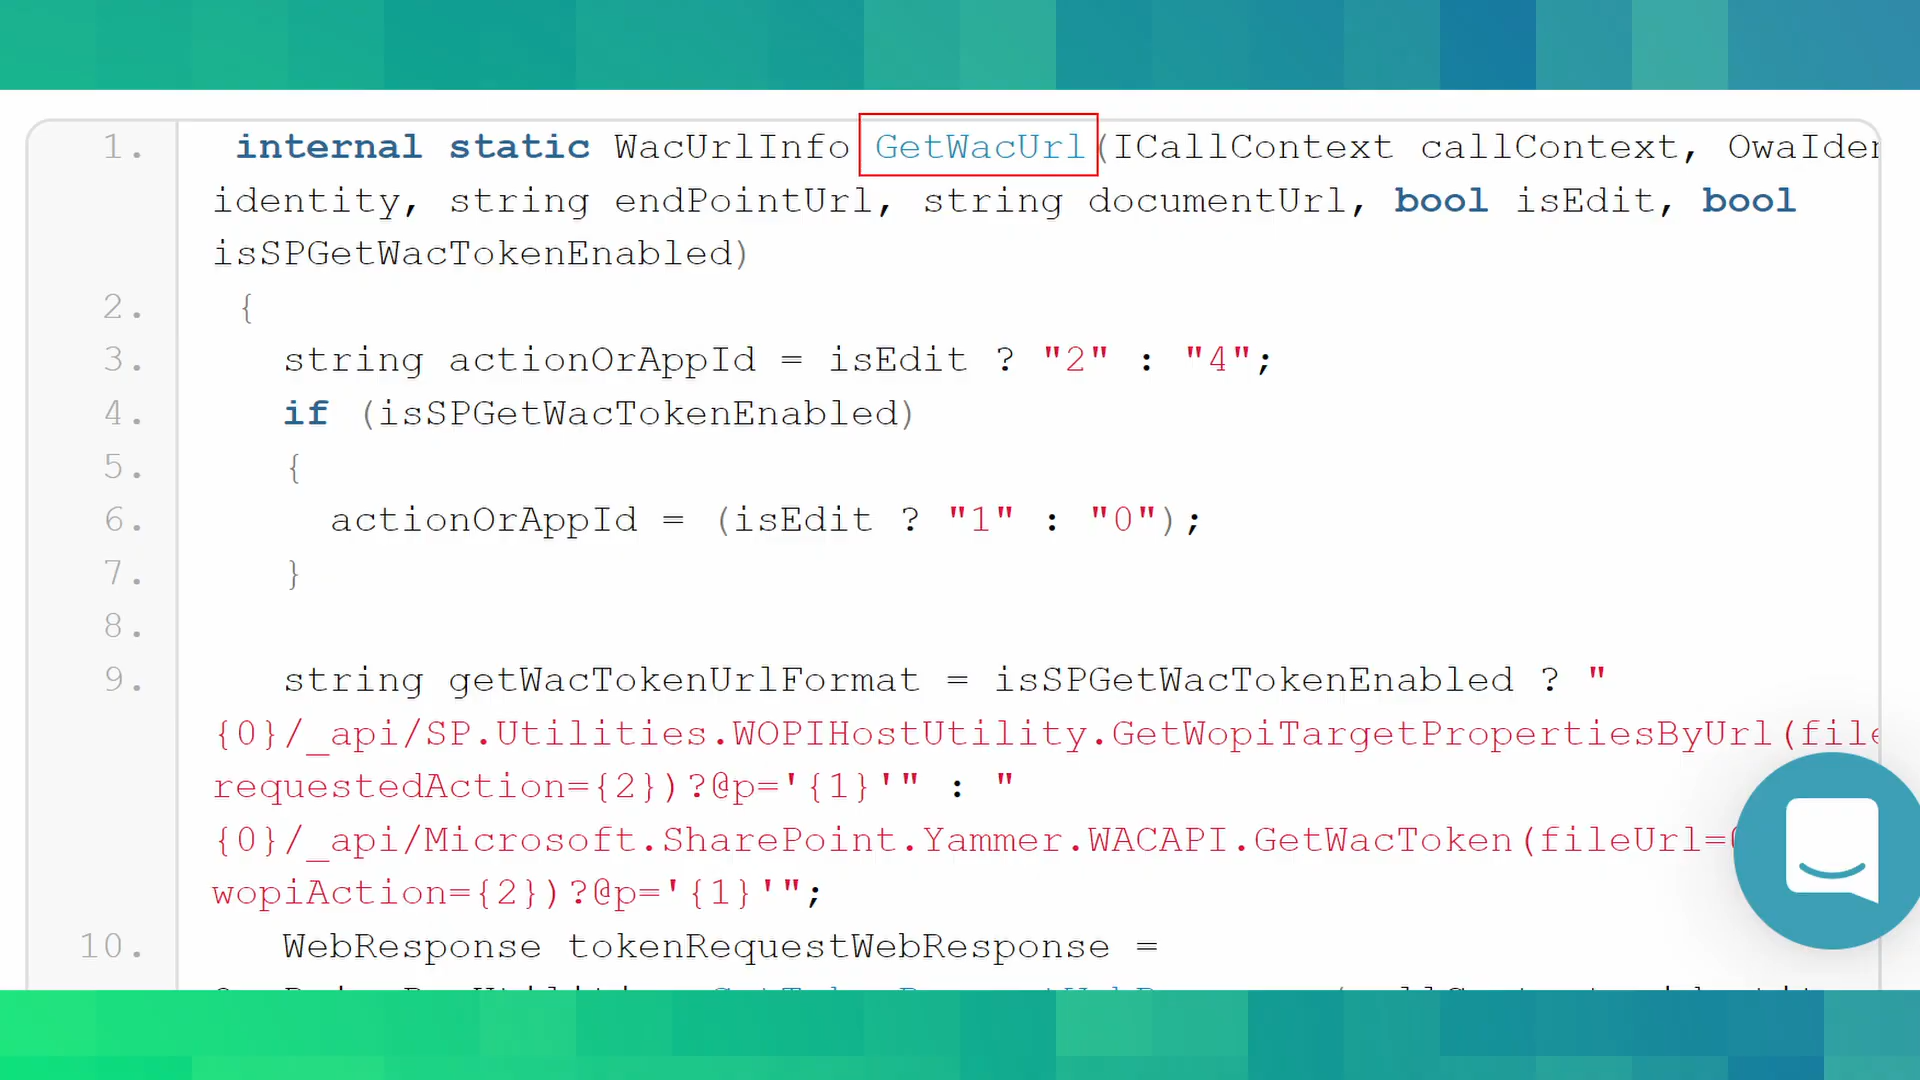 1. internal static WacUrlInfo GetWacUrl(ICallContext callContext,
identity, string endPointUrl, string documentUrl, bool isEdit, bool
isSPGetWacTokenEnabled)
2. {
3. string actionOrAppId = isEdit ? "2" : "4";
4. if (isSPGetWacTokenEnabled)
5. {
6. actionOrAppId = (isEdit ? "1" : "0");
7. }
8.
9. string getWacTokenUrlFormat = isSPGetWacTokenEnabled ? "
{0}/_api/SP.Utilities.WOPIHostUtility.GetWopiTargetPropertiesByUrl(file
requestedAction={2})?@p='{1}'" : "
{0}/_api/Microsoft.SharePoint.Yammer.WACAPI.GetWacToken(fileUrl=
wopiAction={2})?@p='{1}'";
10. WebResponse tokenRequestWebResponse =